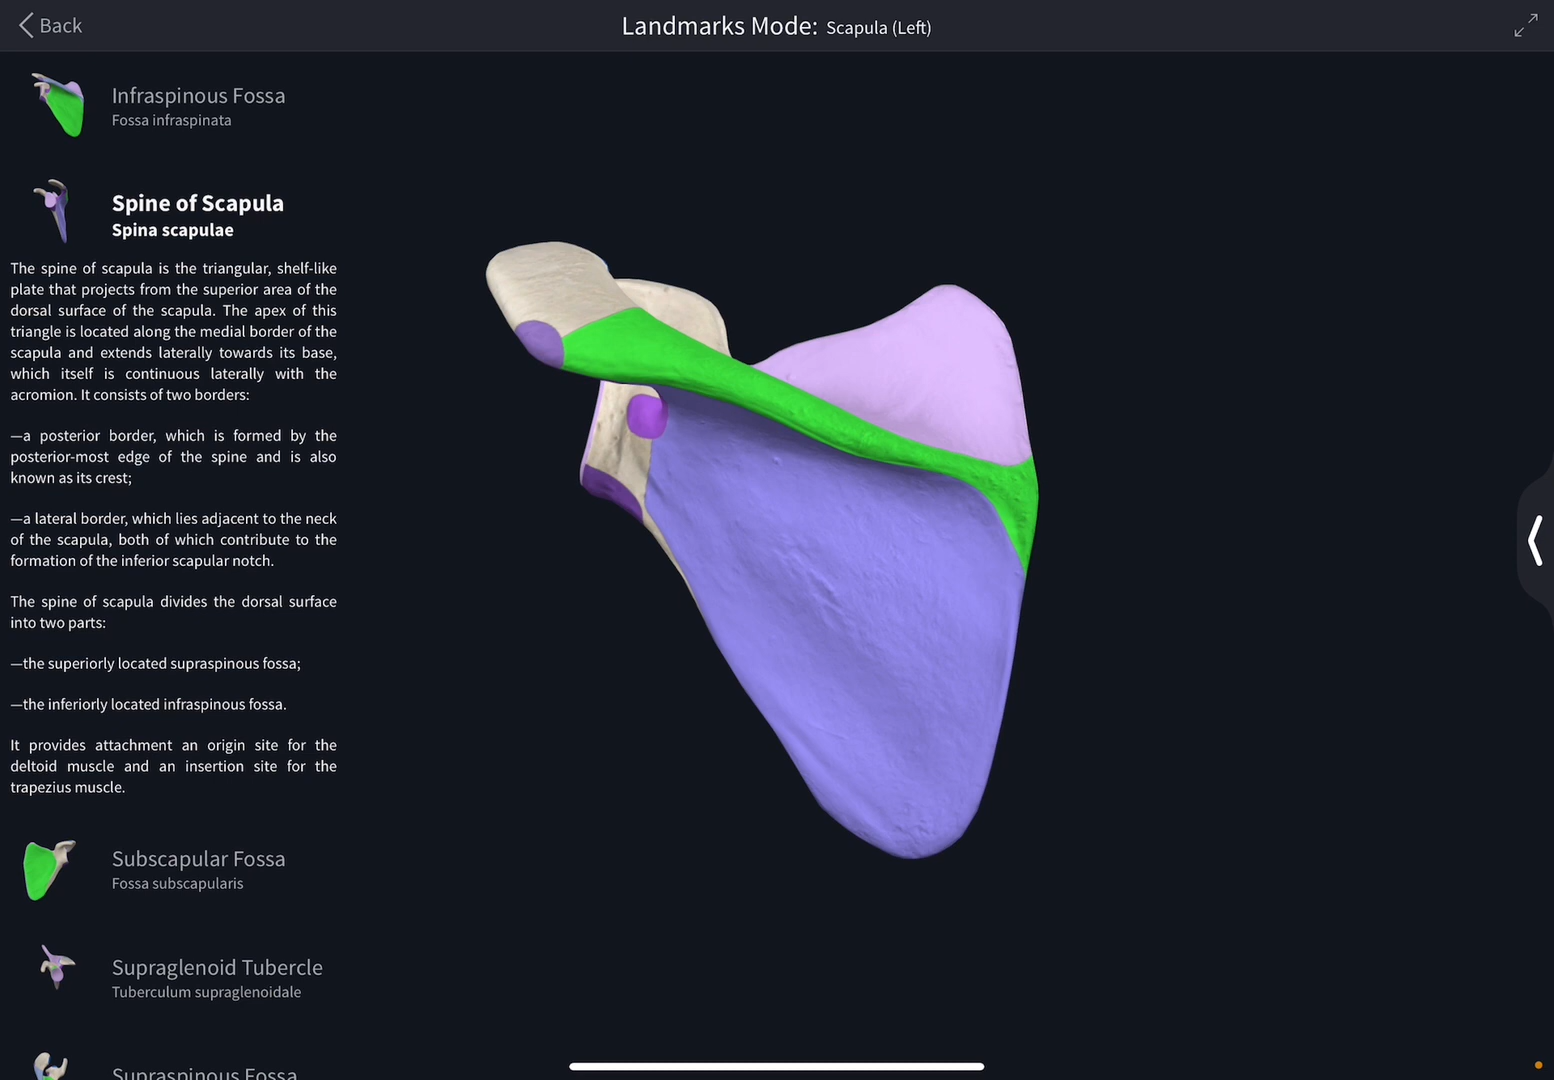 Back
Landmarks Mode: Scapula (Left)
Infraspinous Fossa
Fossa infraspinata
Spine of Scapula
Spina scapulae
The spine of scapula is the triangular, shelf-like
plate that projects from the superior area of the
dorsal surface of the scapula. The apex of this
triangle is located along the medial border of the
scapula and extends laterally towards its base,
which itself is continuous laterally with the
acromion. It consists of two borders:
—a posterior border, which is formed by the
posterior-most edge of the spine and is also
known as its crest;
—a lateral border, which lies adjacent to the neck
of the scapula, both of which contribute to the
formation of the inferior scapular notch.
The spine of scapula divides the dorsal surface
into two parts:
—the superiorly located supraspinous fossa;
—the inferiorly located infraspinous fossa.
It provides attachment an origin site for the
deltoid muscle and an insertion site for the
trapezius muscle.
Subscapular Fossa
Fossa subscapularis
Supraglenoid Tubercle
Tuberculum supraglenoidale
Supraspinous Fossa